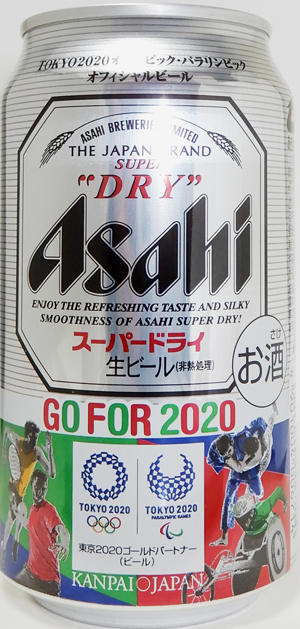 TOKYO2020オ ピック・パラリンピック
オフィシャルビール
ASAHI BREWERIES LIMITED
THE JAPAN BRAND
SUPER
"DRY"
Asahi
ENJOY THE REFRESHING TASTE AND SILKY
SMOOTHNESS OF ASAHI SUPER DRY!
スーパードライ
生ビール(非熱処理)
さけ
お酒
GO FOR 2020
TOKYO 2020
TOKYO 2020
PARALYMPIC GAMES
東京2020ゴールドパートナー
(ビール)
KANPAI JAPAN